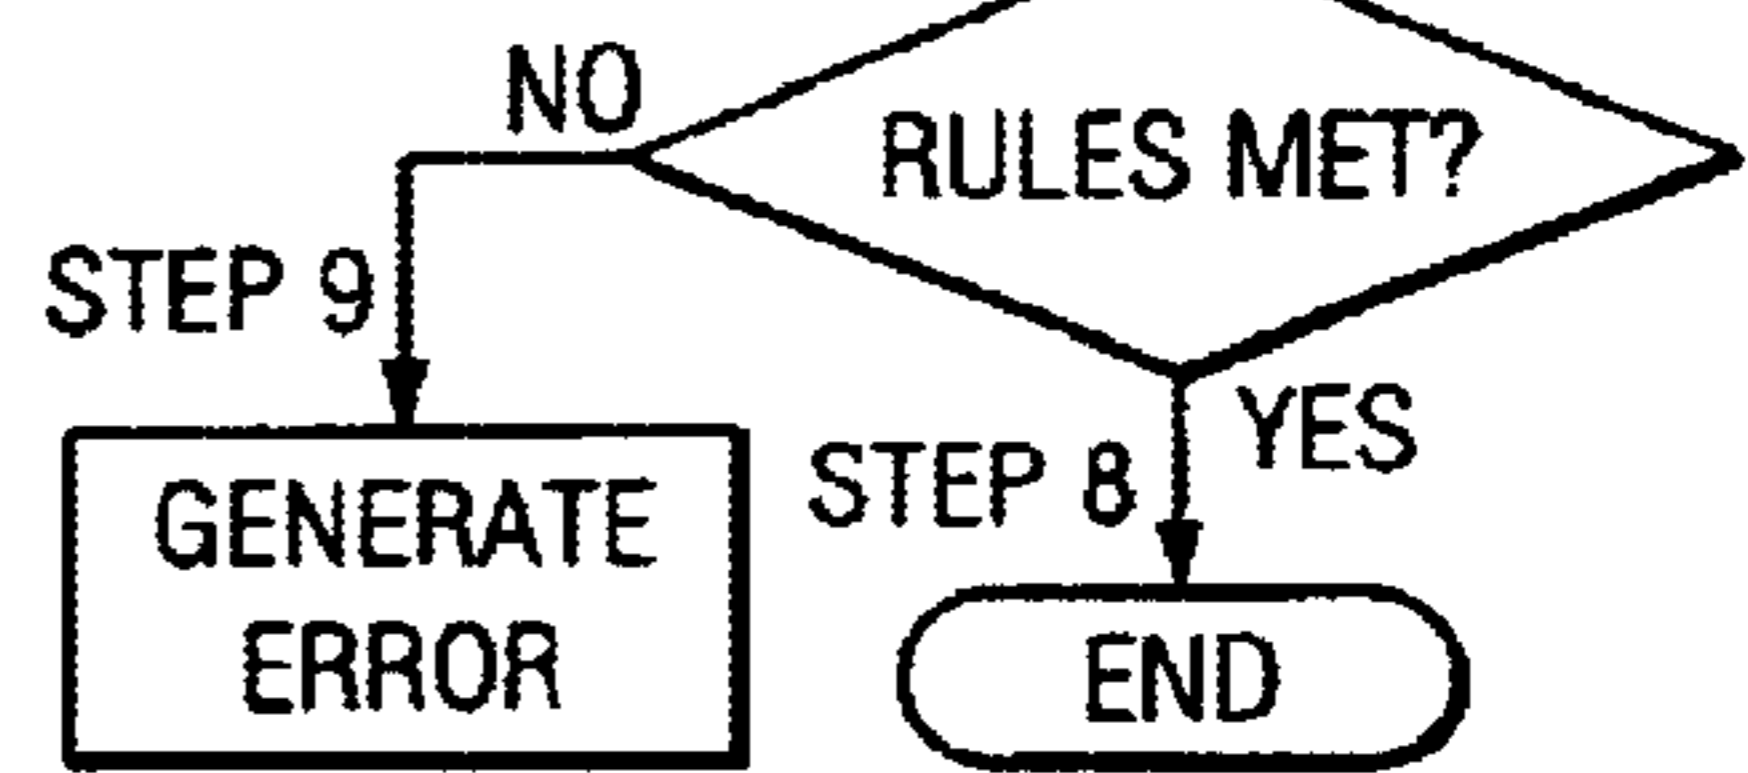 NO
RULES MET?
STEP 9
YES
STEP 8
GENERATE
ERROR
END